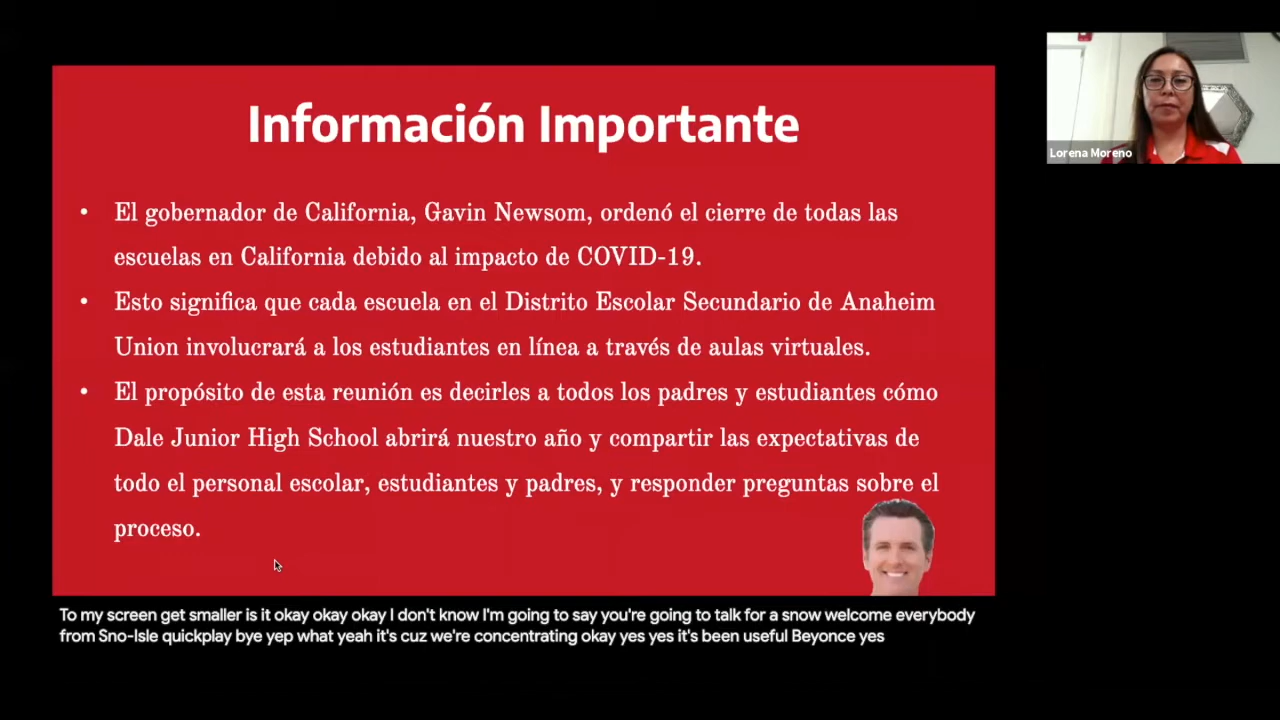 Información Importante
• El gobernador de California, Gavin Newsom, ordenó el cierre de todas las
escuelas en California debido al impacto de COVID-19.
• Esto significa que cada escuela en el Distrito Escolar Secundario de Anaheim
Union involucrará a los estudiantes en línea a través de aulas virtuales.
• El propósito de esta reunión es decirles a todos los padres y estudiantes cómo
Dale Junior High School abrirá nuestro año y compartir las expectativas de
todo el personal escolar, estudiantes y padres, y responder preguntas sobre el
proceso.
Lorena Moreno
To my screen get smaller is it okay okay okay I don't know I'm going to say you're going to talk for a snow welcome everybody
from Sno-Isle quickplay bye yep what yeah it's cuz we're concentrating okay yes yes it's been useful Beyonce yes